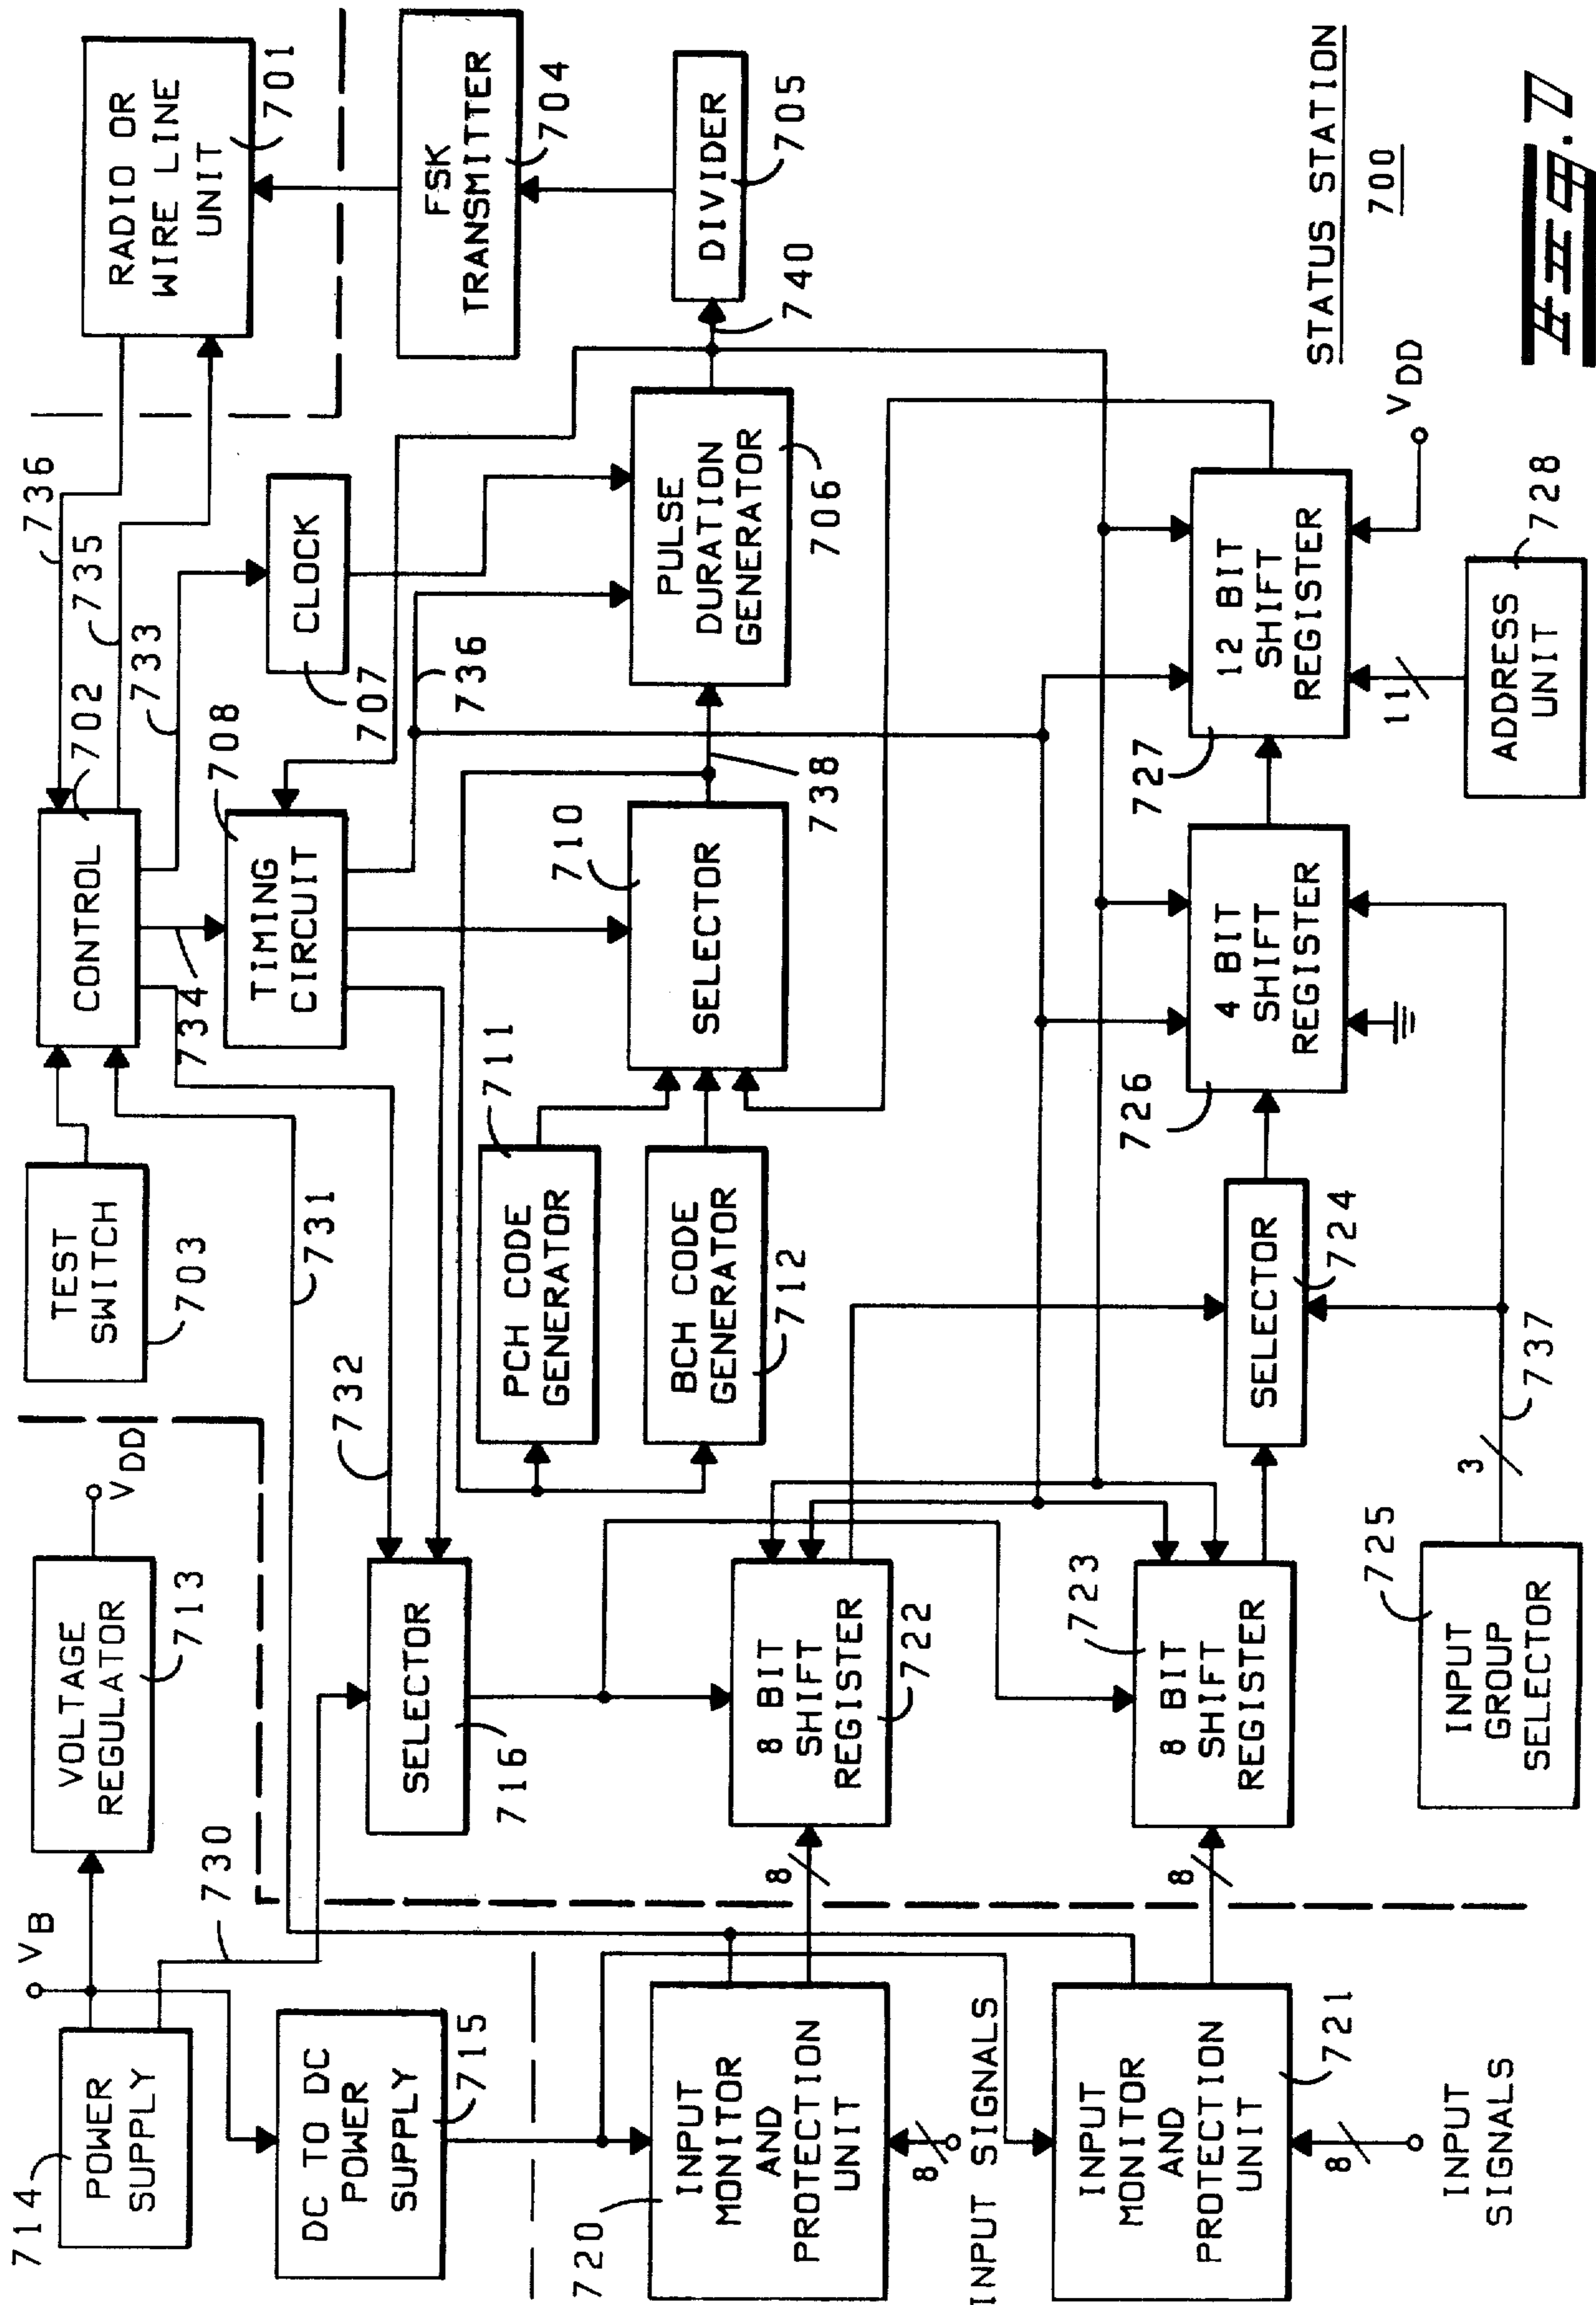 714
POWER
SUPPLY
V B
VOLTAGE
REGULATOR
713
V DD
TEST
SWITCH
703
CONTROL
702
736
735
733
RADIO OR
WIRE LINE
UNIT
701
730
731
732
734
DC TO DC
POWER
SUPPLY
715
SELECTOR
716
TIMING
CIRCUIT
708
CLOCK
707
736
FSK
TRANSMITTER
704
PCH CODE
GENERATOR
711
BCH CODE
GENERATOR
712
SELECTOR
710
738
PULSE
DURATION
GENERATOR
706
740
DIVIDER
705
720
INPUT
MONITOR
AND
PROTECTION
UNIT
8
INPUT SIGNALS
8
8 BIT
SHIFT
REGISTER
722
INPUT
MONITOR
AND
PROTECTION
UNIT
721
8
INPUT
SIGNALS
8
723
8 BIT
SHIFT
REGISTER
SELECTOR
724
726
4 BIT
SHIFT
REGISTER
727
12 BIT
SHIFT
REGISTER
V DD
725
INPUT
GROUP
SELECTOR
3
737
11
ADDRESS
UNIT
728
STATUS STATION
700
Fig. 7